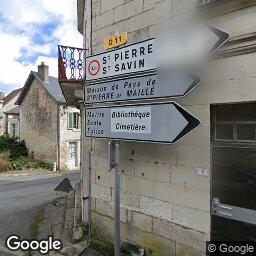 D 11
St PIERRE
St SAVIN
Maison de Pays de
St PIERRE DE MAILLÉ
Mairie Bibliothèque
Ecole Cimetière
Eglise
Google
Google